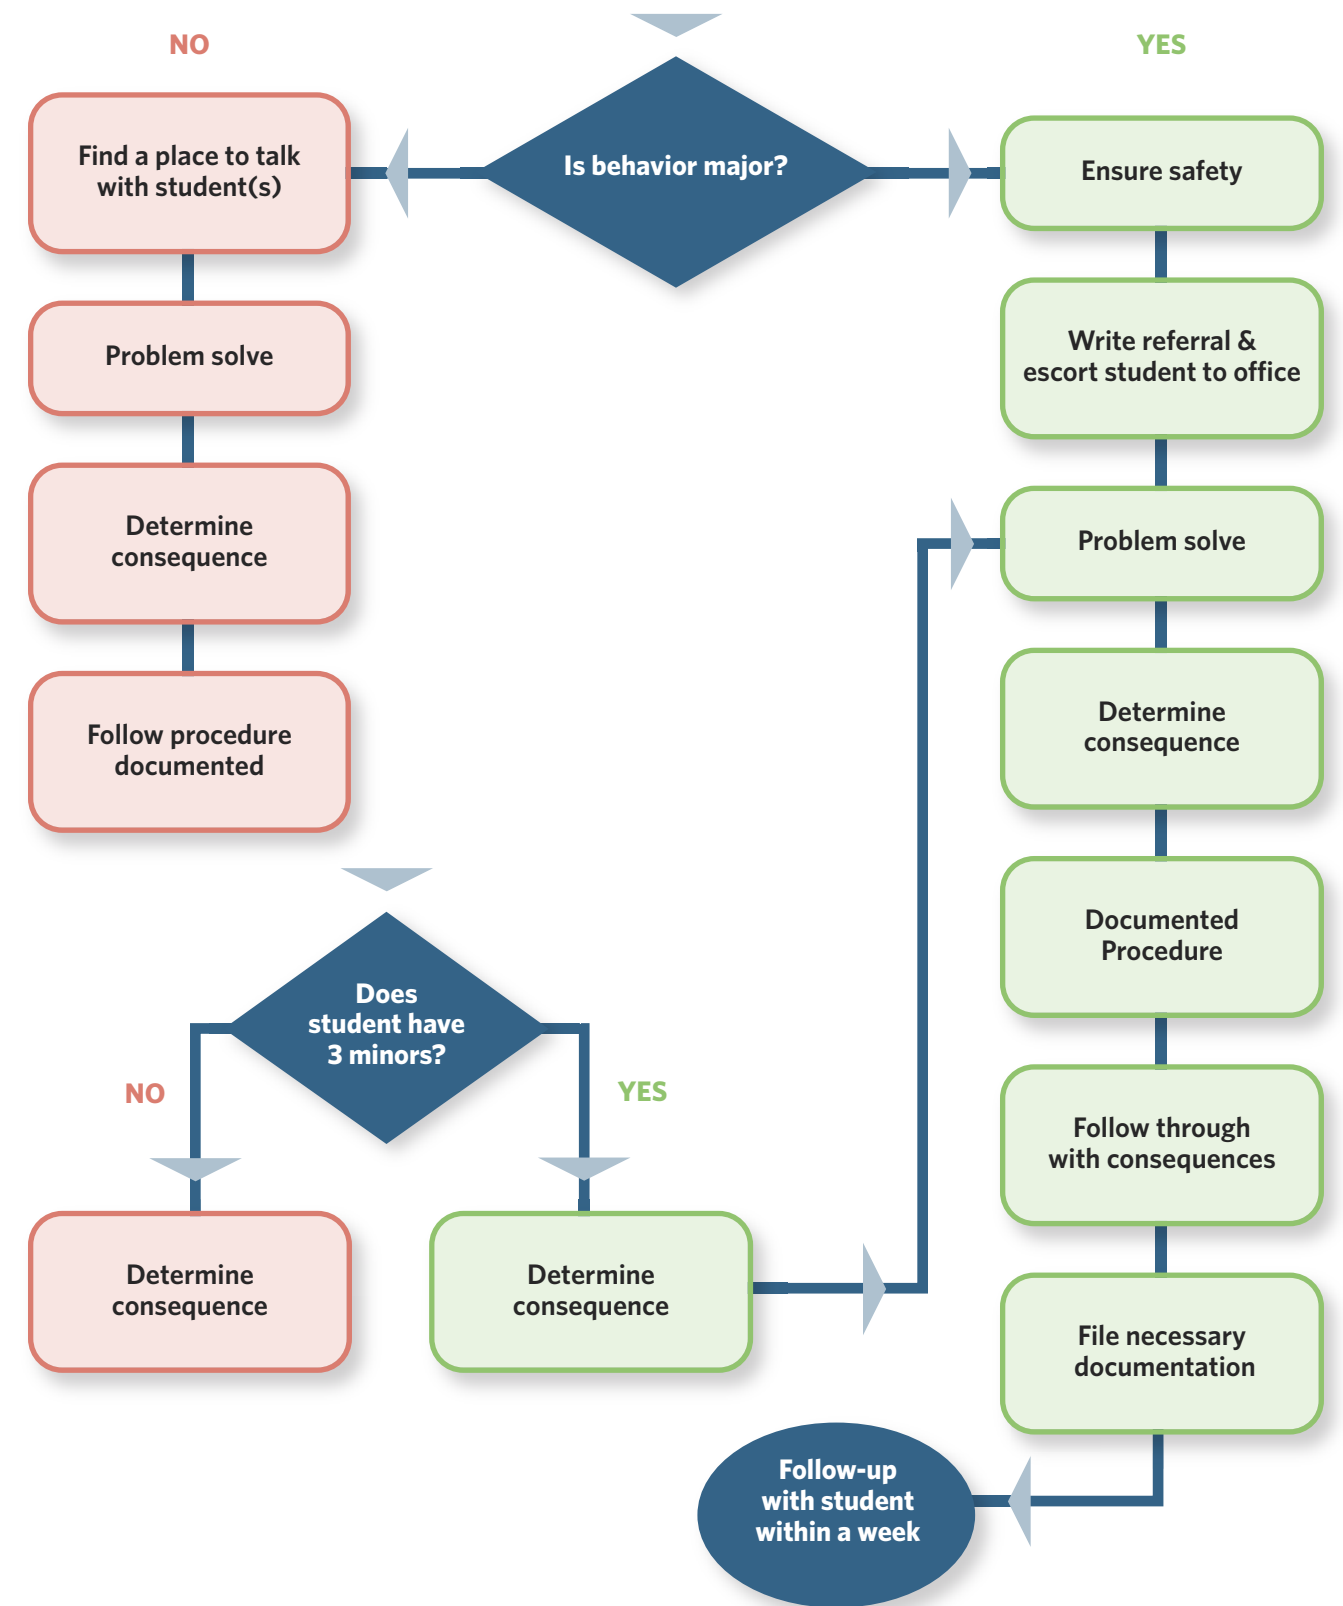 NO
YES
Is behavior major?
Find a place to talk
with student(s)
Problem solve
Determine
consequence
Follow procedure
documented
Does
student have
3 minors?
NO
YES
Determine
consequence
Determine
consequence
Ensure safety
Write referral &
escort student to office
Problem solve
Determine
consequence
Documented
Procedure
Follow through
with consequences
File necessary
documentation
Follow-up
with student
within a week